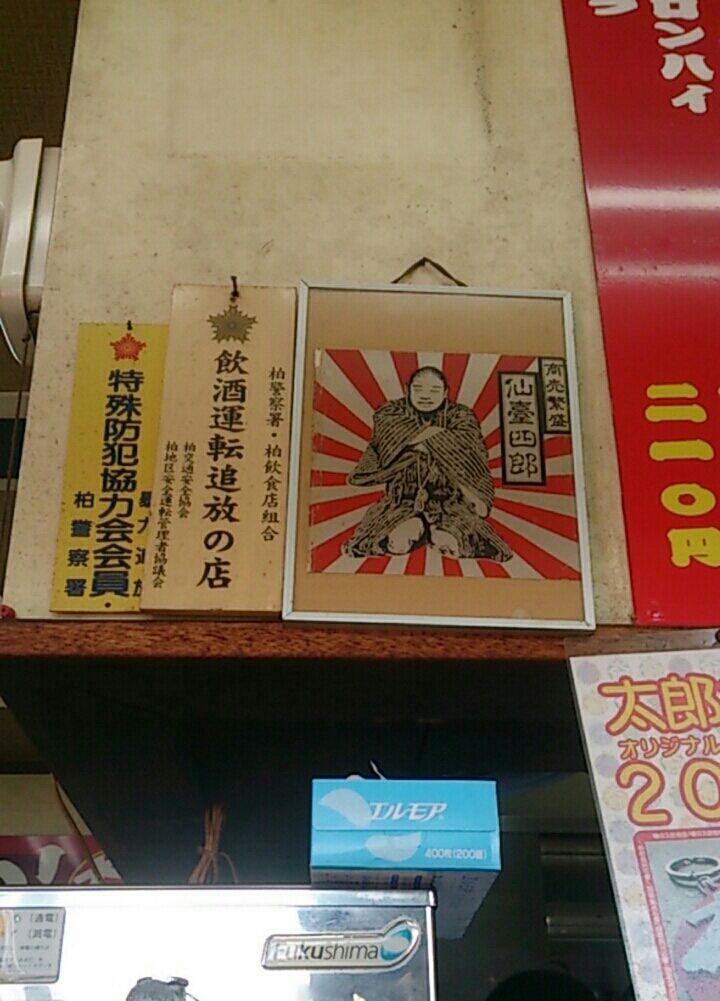 ロンハイ
二一〇円
特殊防犯協力会会員・
柏警察署
柏警察署・柏飲食店組合
飲酒運転追放の店
柏交通安全協会
柏地区安全運転管理者協議会
商売繁盛
仙臺四郎
太郎
オリジナル
20
エルモア
400枚(200組)
Fukushima